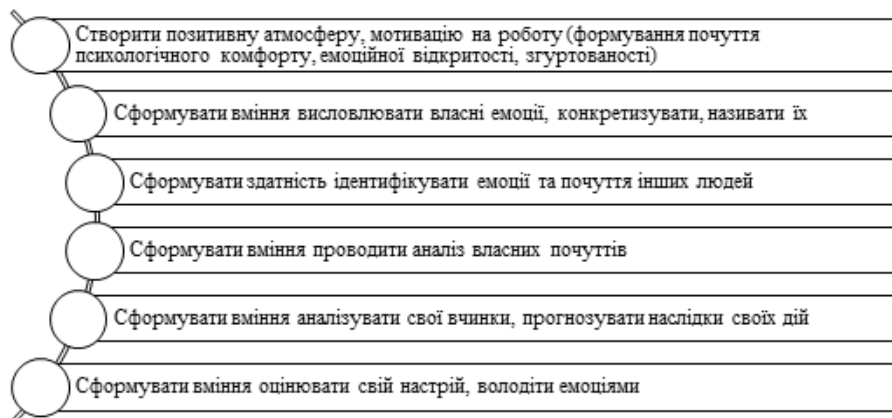 Створити позитивну атмосферу, мотивацію на роботу (формування почуття
психологічного комфорту, емоційної відкритості, згуртованості)
Сформувати вміння висловлювати власні емоції, конкретизувати, називати їх
Сформувати здатність ідентифікувати емоції та почуття інших людей
Сформувати вміння проводити аналіз власних почуттів
Сформувати вміння аналізувати свої вчинки, прогнозувати наслідки своїх дій
Сформувати вміння оцінювати свій настрій, володіти емоціями